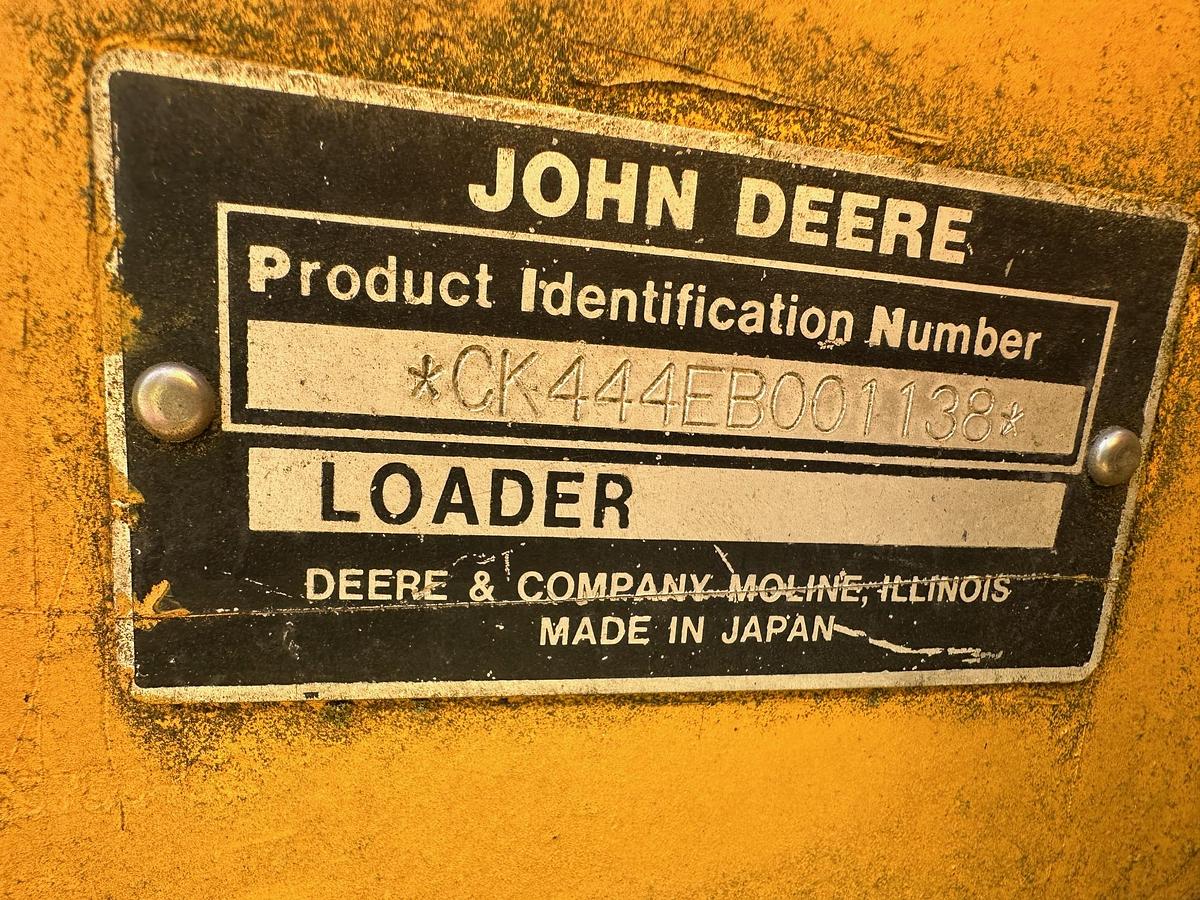 JOHN DEERE
Product Identification Number
*CK444EB001138*
LOADER
DEERE & COMPANY MOLINE, ILLINOIS
MADE IN JAPAN